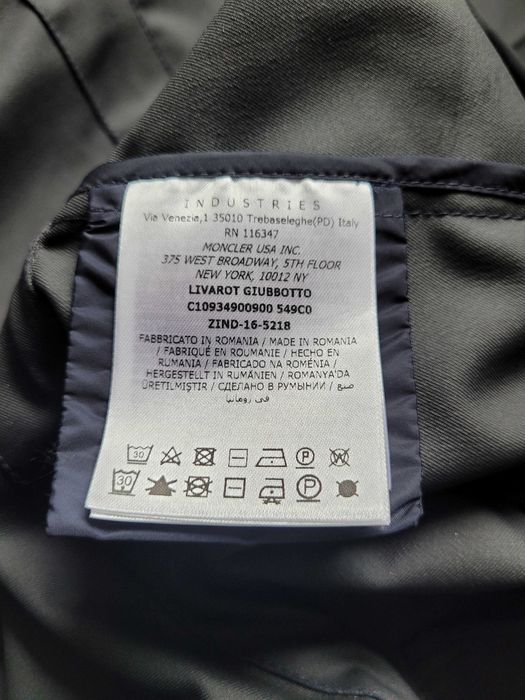 INDUSTRIES
Via Venezia,1 35010 Trebaseleghe(PD) Italy
RN 116347
MONCLER USA INC.
375 WEST BROADWAY, 5TH FLOOR
NEW YORK, 10012 NY
LIVAROT GIUBBOTTO
C10934900900 549C0
ZIND-16-5218
FABBRICATO IN ROMANIA / MADE IN ROMANIA
/ FABRIQUÉ EN ROUMANIE / HECHO EN
RUMANIA / FABRICADO NA ROMÉNIA /
HERGESTELLT IN RUMÄNIEN / ROMANYA'DA
ÜRETILMIŞTIR / СДЕЛАНО В РУМЫНИИ / صنع
في رومانيا
30 P W
30 P